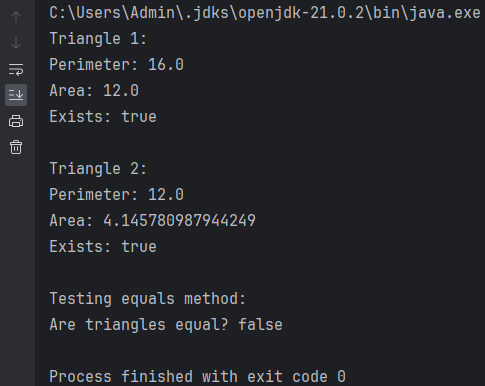 C:\Users\Admin\.jdks\openjdk-21.0.2\bin\java.exe
Triangle 1:
Perimeter: 16.0
Area: 12.0
Exists: true
Triangle 2:
Perimeter: 12.0
Area: 4.145780987944249
Exists: true
Testing equals method:
Are triangles equal? false
Process finished with exit code 0